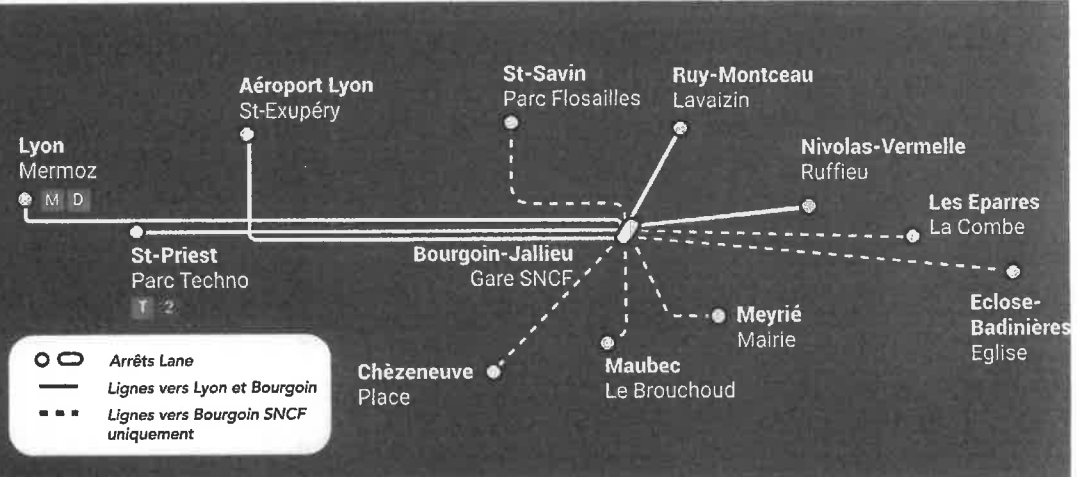 Lyon
Mermoz
M D
Aéroport Lyon
St-Exupéry
St-Savin
Parc Flosailles
Ruy-Montceau
Lavaizin
Nivolas-Vermelle
Ruffieu
Les Eparres
La Combe
St-Priest
Parc Techno
T 2
Bourgoin-Jallieu
Gare SNCF
Eclose-
Badinières
Eglise
Meyrié
Mairie
Chèzeneuve
Place
Maubec
Le Brouchoud
Arrêts Lane
Lignes vers Lyon et Bourgoin
Lignes vers Bourgoin SNCF
uniquement